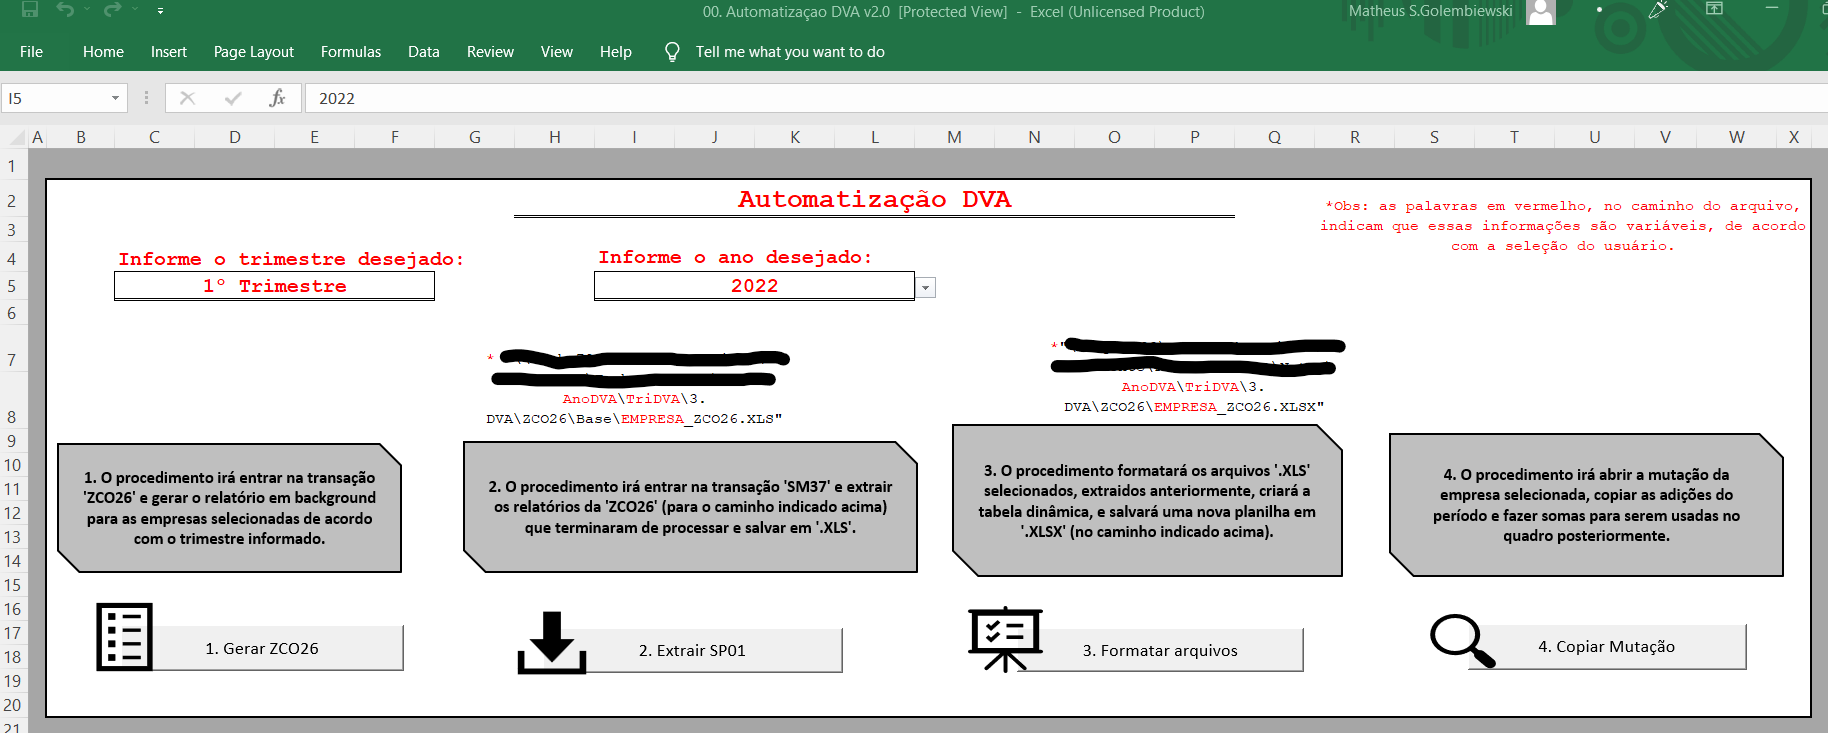 00. Automatizaçao DVA v2.0 [Protected View] - Excel (Unlicensed Product)
Matheus S.Golembiewski
File Home Insert Page Layout Formulas Data Review View Help Tell me what you want to do
I5 fx 2022
A B C D E F G H I J K L M N O P Q R S T U V W X
1
2
3
4
5
6
7
8
9
10
11
12
13
14
15
16
17
18
19
20
21
Automatização DVA
*Obs: as palavras em vermelho, no caminho do arquivo,
indicam que essas informações são variáveis, de acordo
com a seleção do usuário.
Informe o trimestre desejado:
1º Trimestre
Informe o ano desejado:
2022
*
AnoDVA\TriDVA\3.
DVA\ZCO26\Base\EMPRESA_ZCO26.XLS"
*"
AnoDVA\TriDVA\3.
DVA\ZCO26\EMPRESA_ZCO26.XLSX"
1. O procedimento irá entrar na transação
'ZCO26' e gerar o relatório em background
para as empresas selecionadas de acordo
com o trimestre informado.
2. O procedimento irá entrar na transação 'SM37' e extrair
os relatórios da 'ZCO26' (para o caminho indicado acima)
que terminaram de processar e salvar em '.XLS'.
3. O procedimento formatará os arquivos '.XLS'
selecionados, extraidos anteriormente, criará a
tabela dinâmica, e salvará uma nova planilha em
'.XLSX' (no caminho indicado acima).
4. O procedimento irá abrir a mutação da
empresa selecionada, copiar as adições do
período e fazer somas para serem usadas no
quadro posteriormente.
1. Gerar ZCO26
2. Extrair SP01
3. Formatar arquivos
4. Copiar Mutação